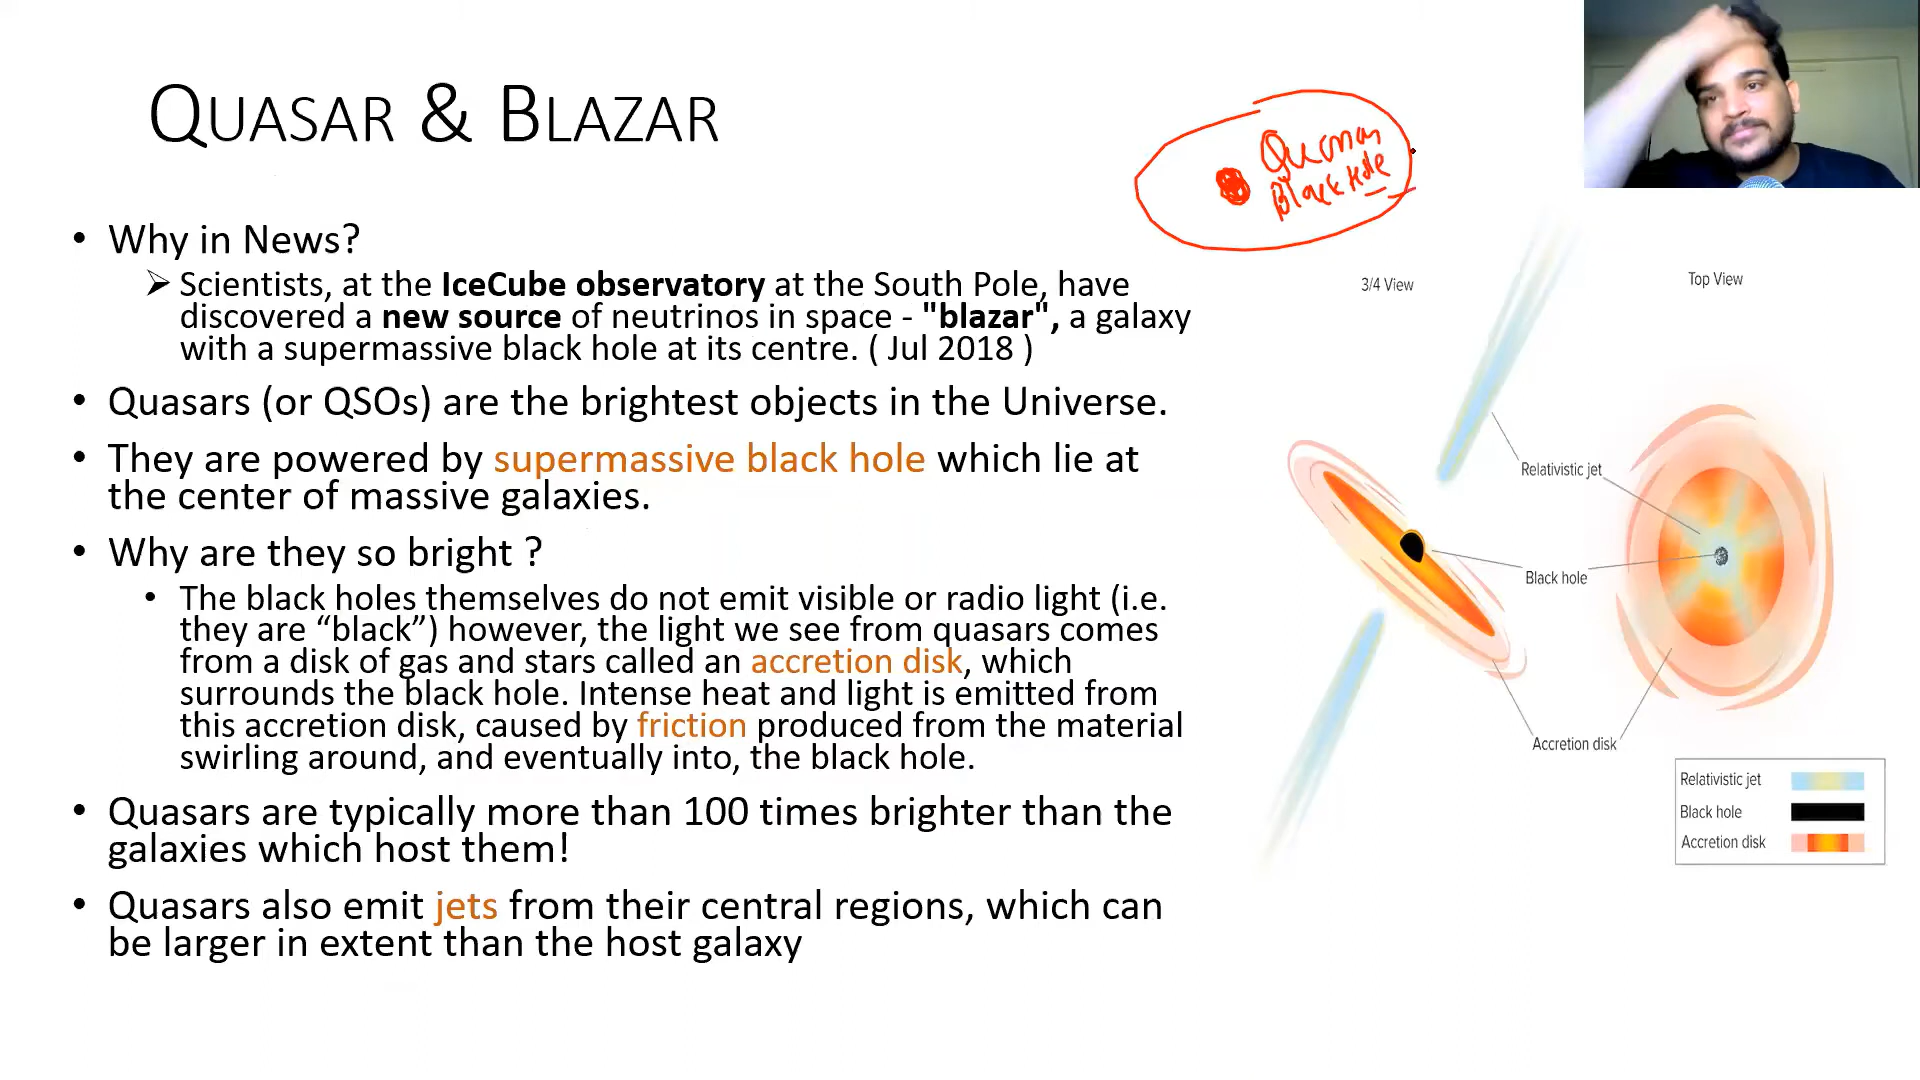 QUASAR & BLAZAR
Quasar
Black Hole
• Why in News?
➢ Scientists, at the IceCube observatory at the South Pole, have
discovered a new source of neutrinos in space - "blazar", a galaxy
with a supermassive black hole at its centre. ( Jul 2018 )
• Quasars (or QSOs) are the brightest objects in the Universe.
• They are powered by supermassive black hole which lie at
the center of massive galaxies.
• Why are they so bright ?
• The black holes themselves do not emit visible or radio light (i.e.
they are “black”) however, the light we see from quasars comes
from a disk of gas and stars called an accretion disk, which
surrounds the black hole. Intense heat and light is emitted from
this accretion disk, caused by friction produced from the material
swirling around, and eventually into, the black hole.
• Quasars are typically more than 100 times brighter than the
galaxies which host them!
• Quasars also emit jets from their central regions, which can
be larger in extent than the host galaxy
3/4 View
Top View
Relativistic jet
Black hole
Accretion disk
Relativistic jet
Black hole
Accretion disk